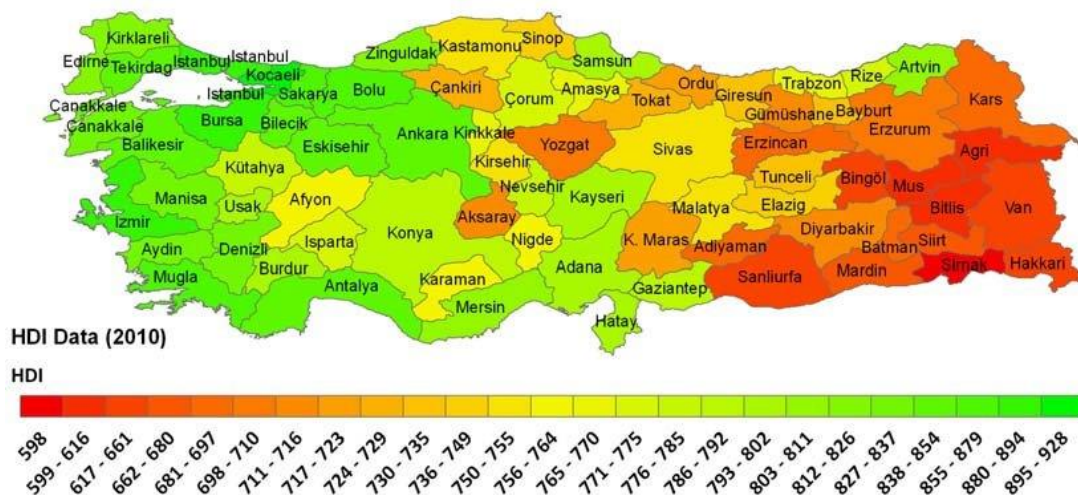 Kirklareli
Edirne
Tekirdag
Istanbul
Istanbul
Kocaeli
Istanbul
Sakarya
Zinguldak
Bolu
Kastamonu
Sinop
Samsun
Çankiri
Çorum
Amasya
Ordu
Tokat
Giresun
Trabzon
Rize
Artvin
Gümüshane
Bayburt
Kars
Erzurum
Agri
Çanakkale
Çanakkale
Balikesir
Bursa
Bilecik
Eskisehir
Ankara
Kinkkale
Yozgat
Kirsehir
Sivas
Erzincan
Tunceli
Bingöl
Mus
Bitlis
Van
Kütahya
Manisa
Usak
Afyon
Izmir
Nevsehir
Kayseri
Aksaray
Malatya
Elazig
Diyarbakir
Batman
Siirt
Konya
Nigde
K. Maras
Adiyaman
Aydin
Denizli
Isparta
Burdur
Mugla
Antalya
Karaman
Mersin
Adana
Gaziantep
Sanliurfa
Mardin
Sirnak
Hakkari
Hatay
HDI Data (2010)
HDI
598
599 - 616
617 - 661
662 - 680
681 - 697
698 - 710
711 - 716
717 - 723
724 - 729
730 - 735
736 - 749
750 - 755
756 - 764
765 - 770
771 - 775
776 - 785
786 - 792
793 - 802
803 - 811
812 - 826
827 - 837
838 - 854
855 - 879
880 - 894
895 - 928